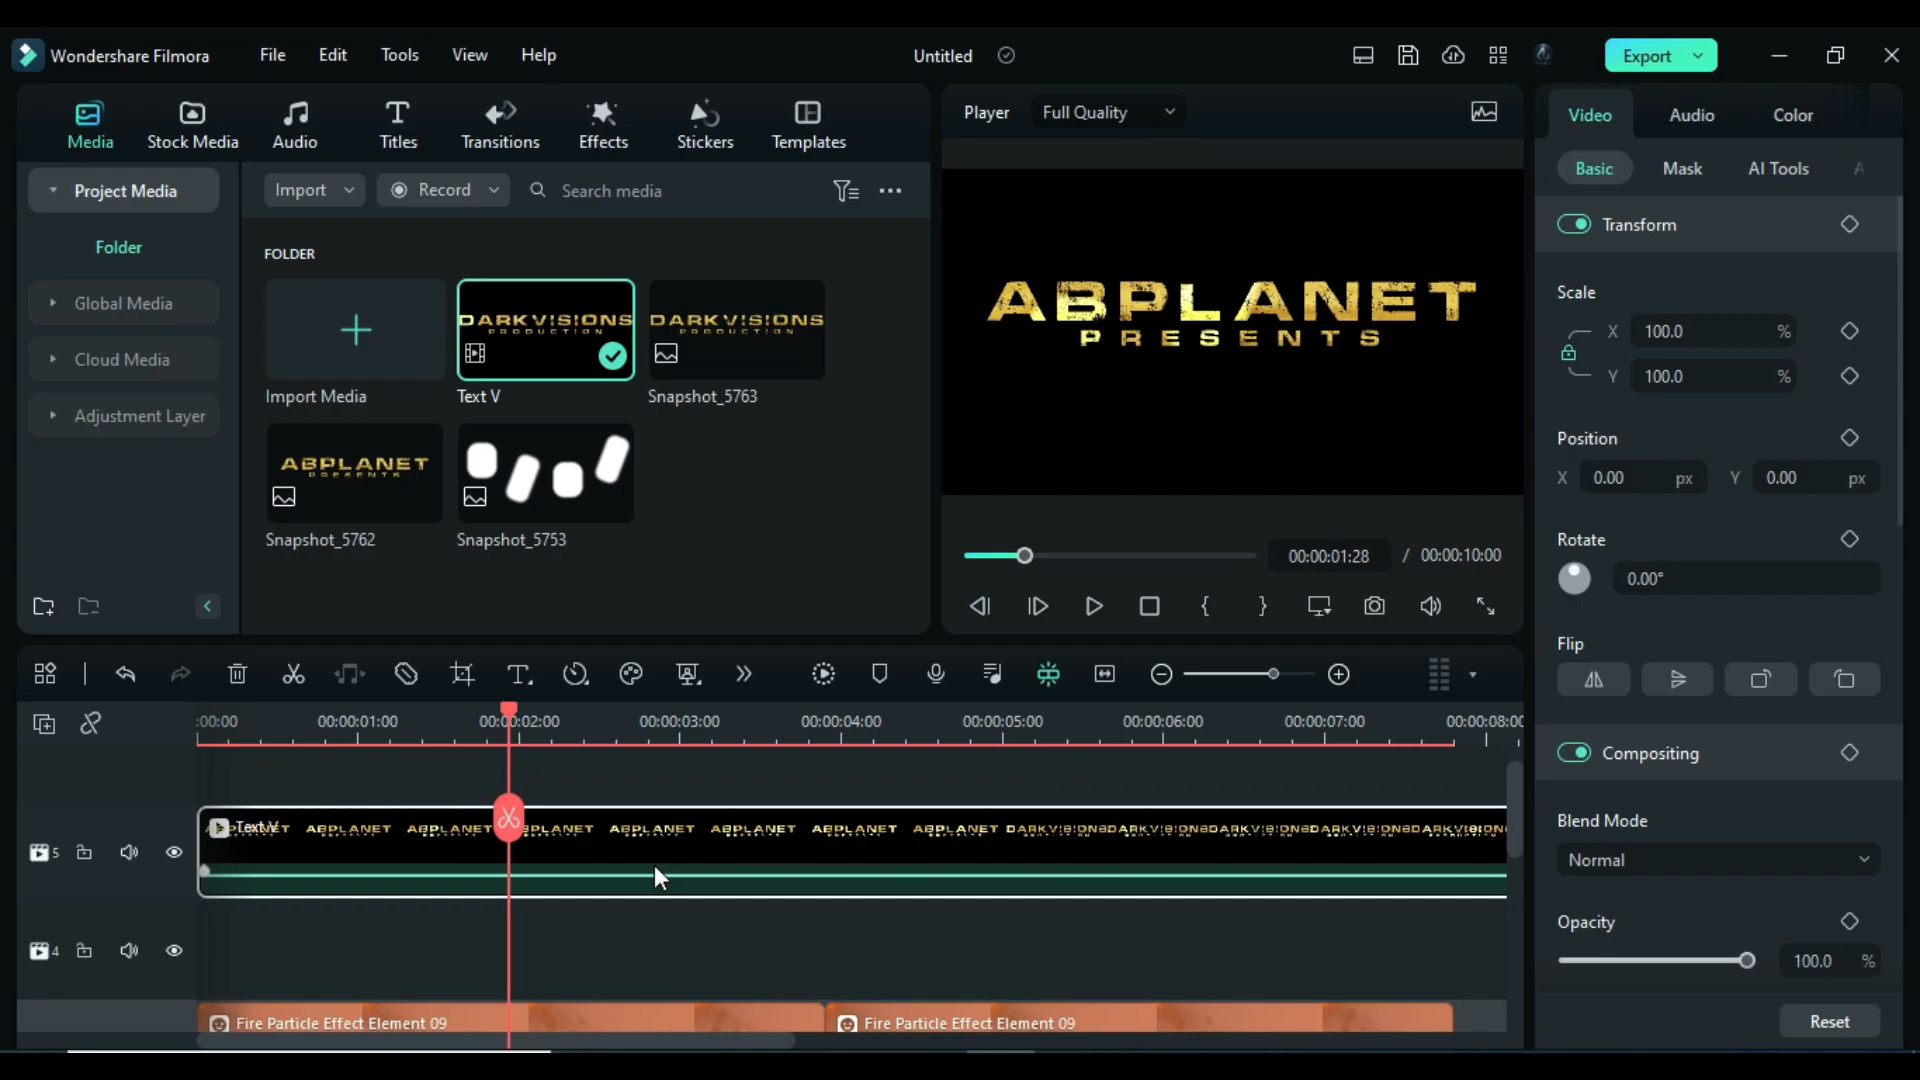 Wondershare Filmora
File
Edit
Tools
View
Help
Untitled
Export
Media
Stock Media
Audio
Titles
Transitions
Effects
Stickers
Templates
Project Media
Folder
Global Media
Cloud Media
Adjustment Layer
Import
Record
Search media
FOLDER
Import Media
DARKVISIONS
PRODUCTION
Text V
DARKVISIONS
PRODUCTION
Snapshot_5763
ABPLANET
PRESENTS
Snapshot_5762
Snapshot_5753
Player
Full Quality
ABPLANET
PRESENTS
00:00:01:28 / 00:00:10:00
Video
Audio
Color
Basic
Mask
AI Tools
A
Transform
Scale
X 100.0 %
Y 100.0 %
Position
X 0.00 px Y 0.00 px
Rotate
0.00°
Flip
Compositing
Blend Mode
Normal
Opacity
100.0 %
Reset
:00:00 00:00:01:00 00:00:02:00 00:00:03:00 00:00:04:00 00:00:05:00 00:00:06:00 00:00:07:00 00:00:08:00
Text V
ABPLANET ABPLANET ABPLANET ABPLANET ABPLANET ABPLANET ABPLANET DARKVISIONS DARKVISIONS DARKVISIONS DARKVISIONS DARKVISIONS
5
4
Fire Particle Effect Element 09
Fire Particle Effect Element 09